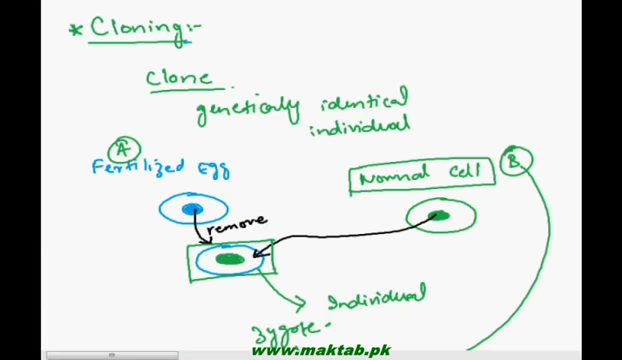 * Cloning:-
Clone
genetically identical
individual
A
Fertilized Egg
Normal Cell
B
remove
Individual
zygote -
www.maktab.pk